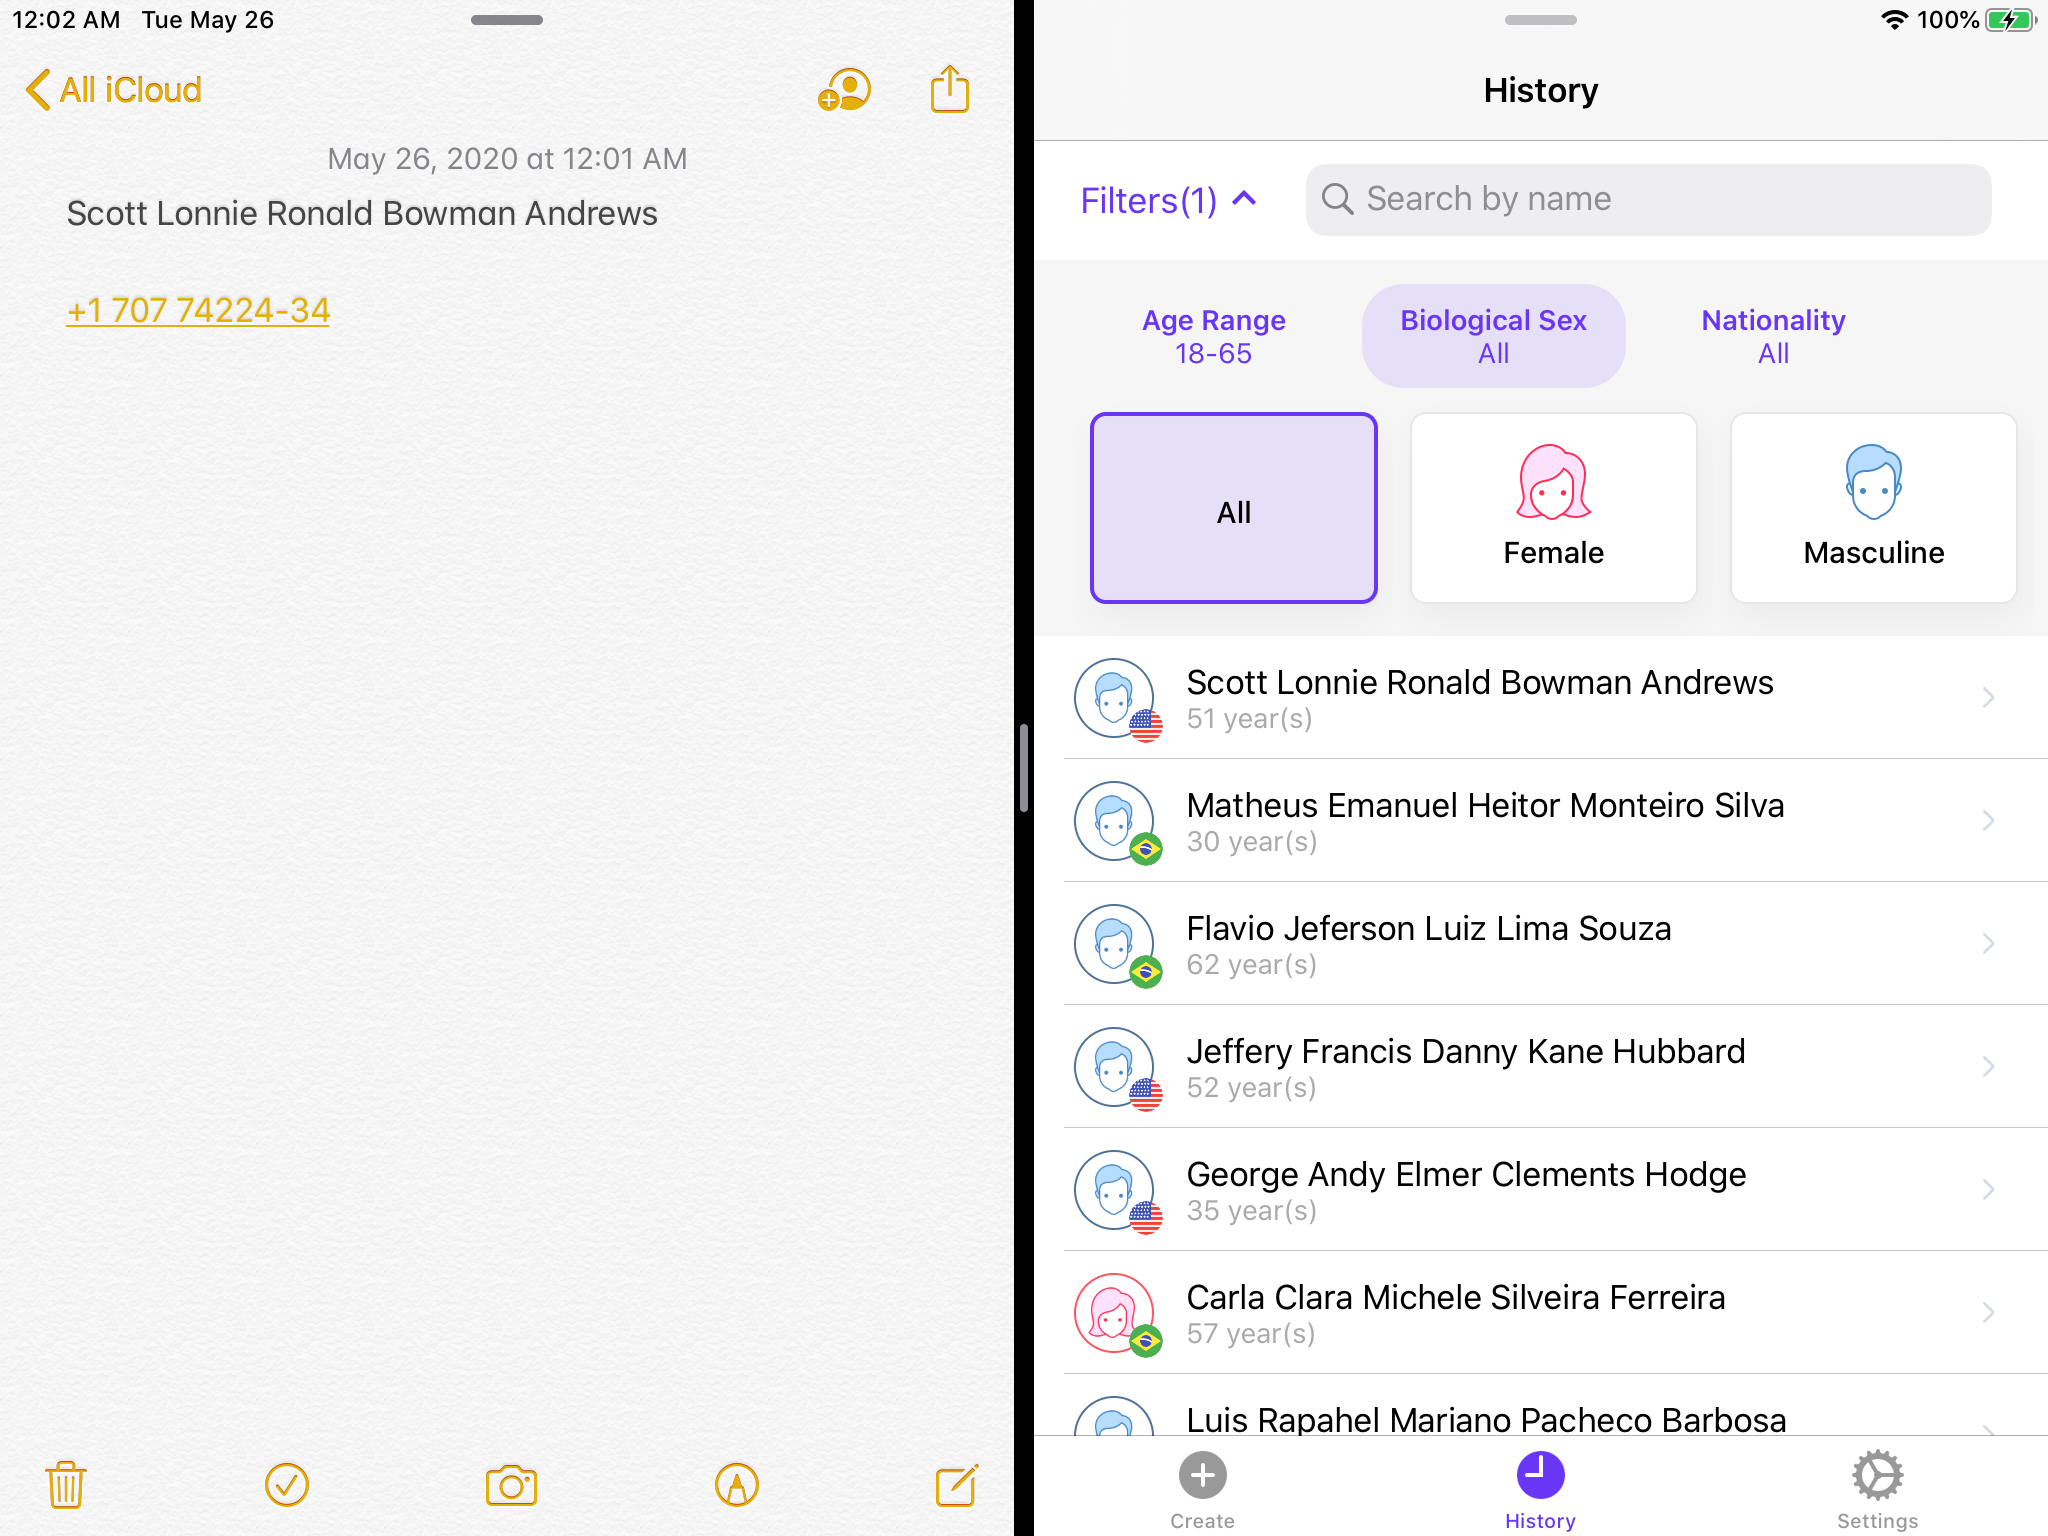 12:02 AM Tue May 26
All iCloud
May 26, 2020 at 12:01 AM
Scott Lonnie Ronald Bowman Andrews
+1 707 74224-34
100%
History
Filters(1)
Search by name
Age Range
18-65
Biological Sex
All
Nationality
All
All
Female
Masculine
Scott Lonnie Ronald Bowman Andrews
51 year(s)
Matheus Emanuel Heitor Monteiro Silva
30 year(s)
Flavio Jeferson Luiz Lima Souza
62 year(s)
Jeffery Francis Danny Kane Hubbard
52 year(s)
George Andy Elmer Clements Hodge
35 year(s)
Carla Clara Michele Silveira Ferreira
57 year(s)
Luis Rapahel Mariano Pacheco Barbosa
Create
History
Settings